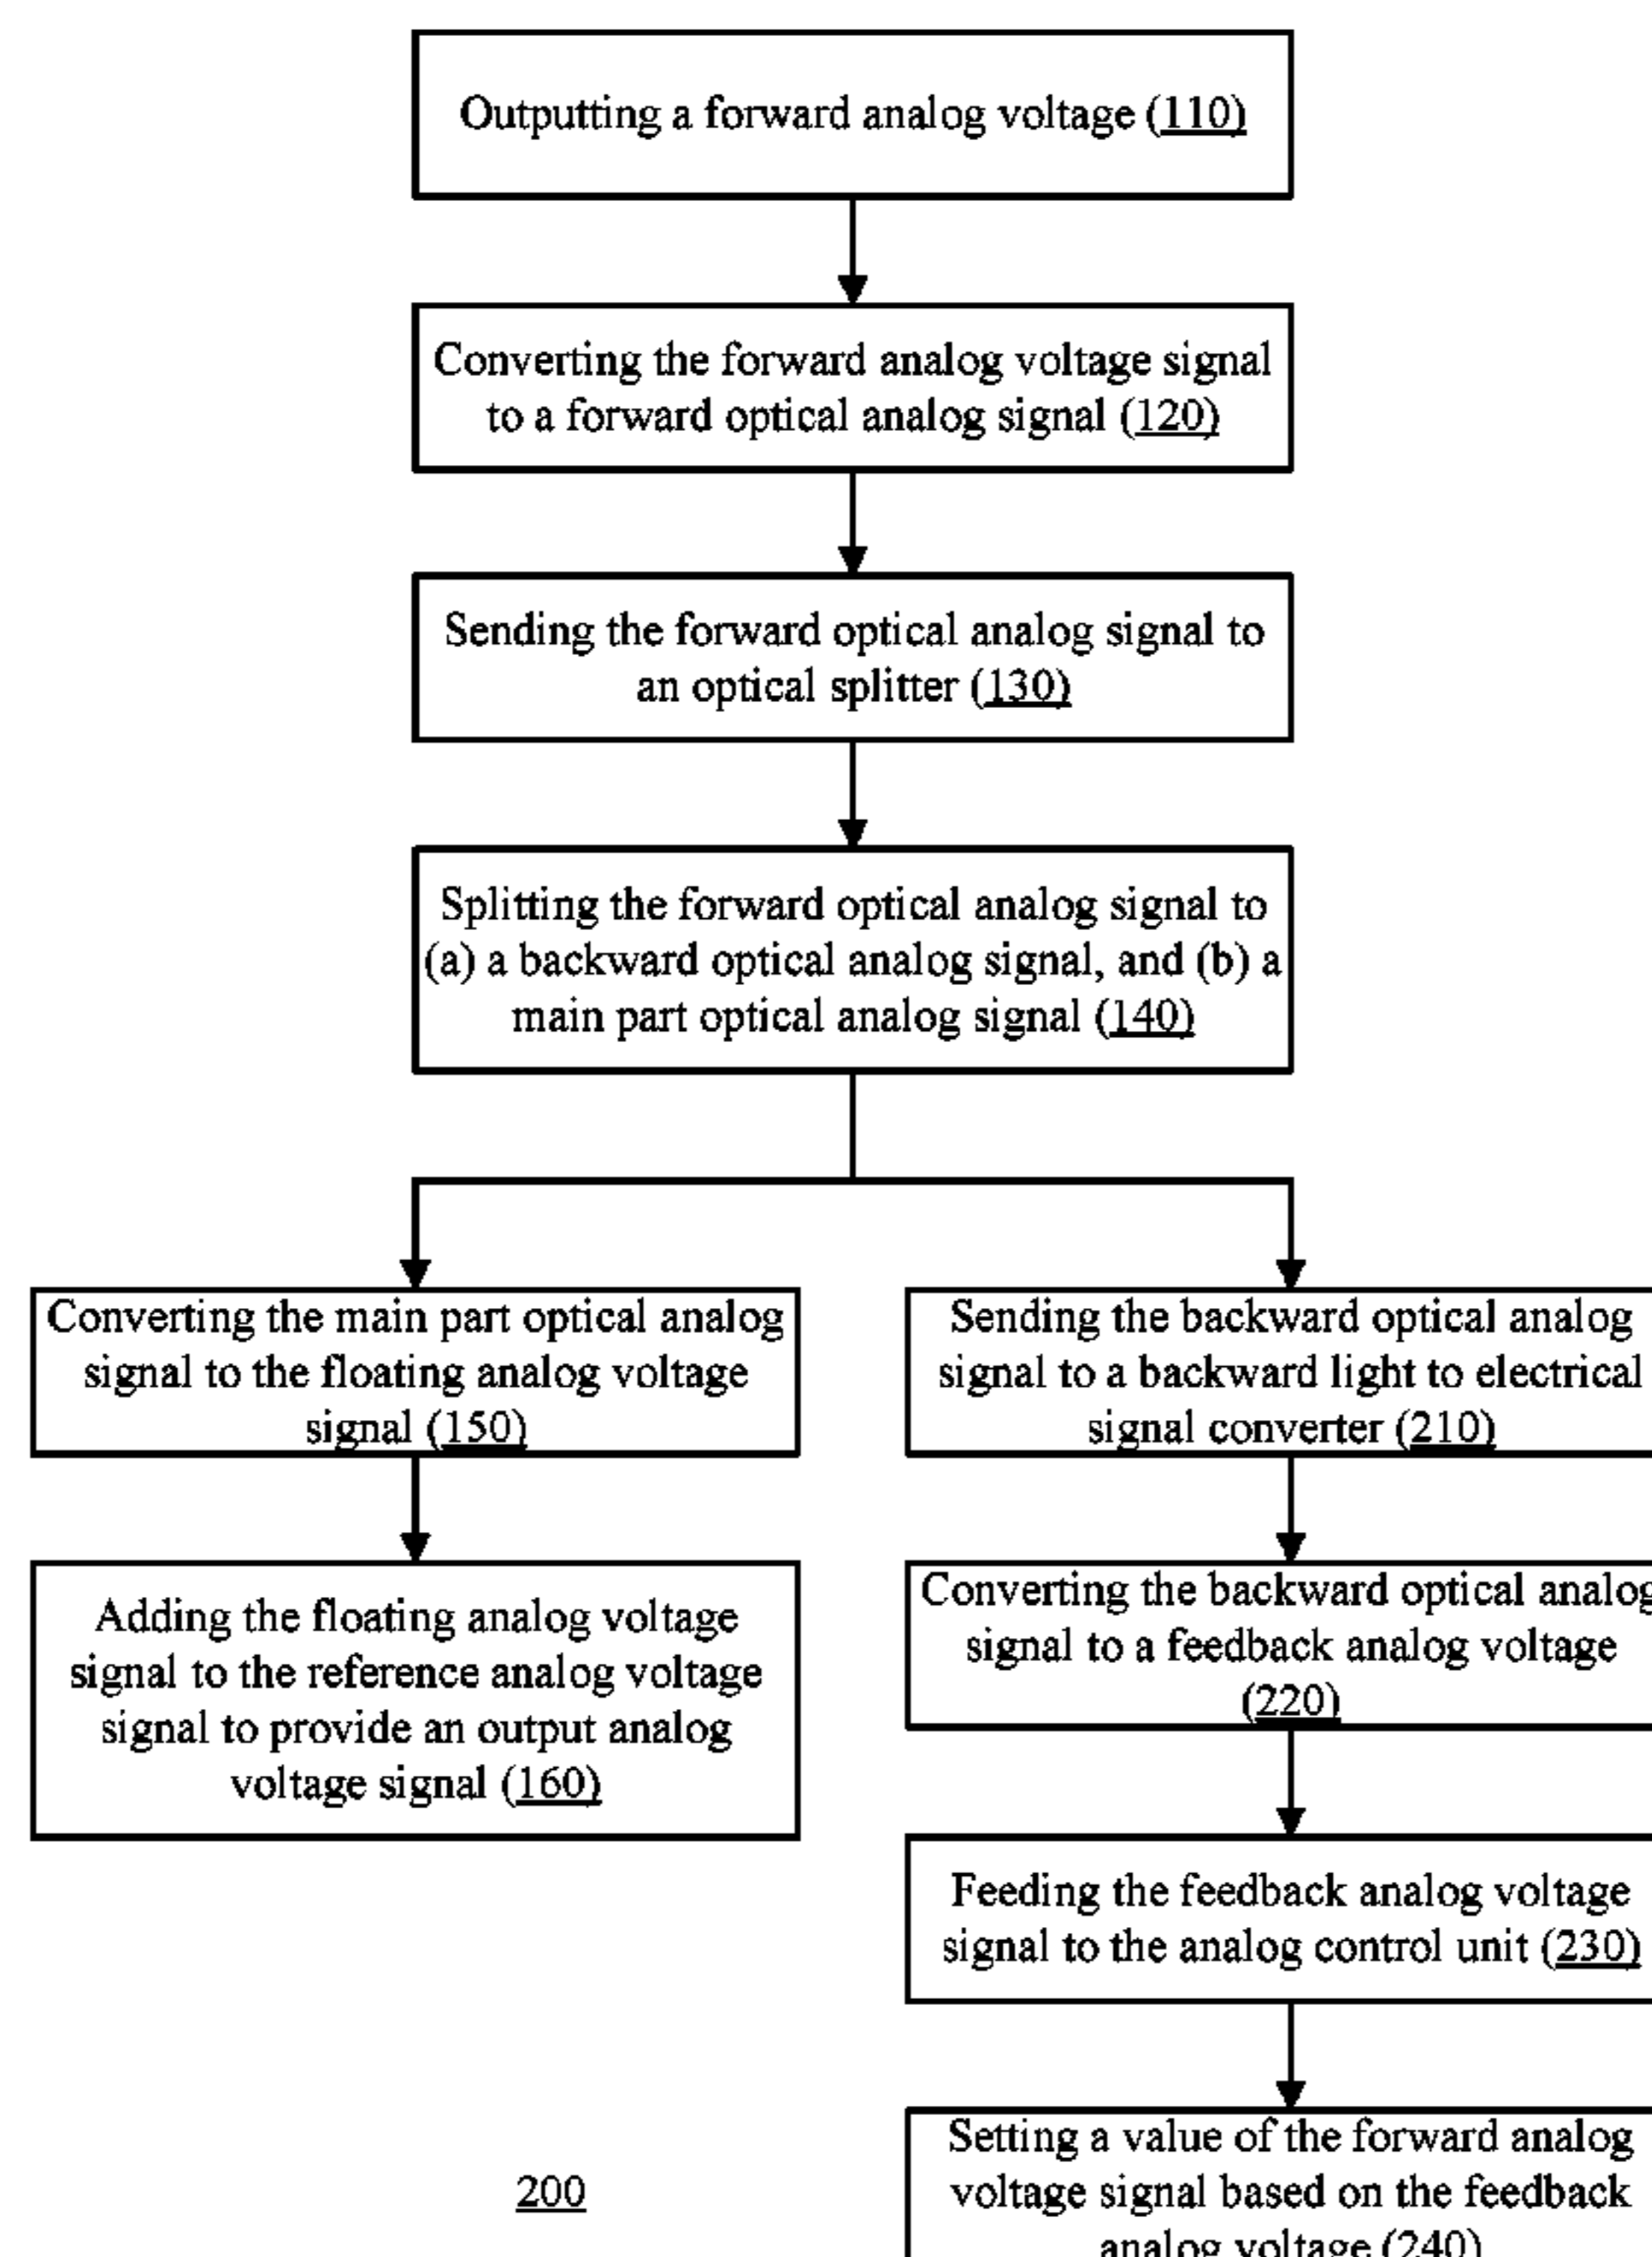 Outputting a forward analog voltage (110)
Converting the forward analog voltage signal
to a forward optical analog signal (120)
Sending the forward optical analog signal to
an optical splitter (130)
Splitting the forward optical analog signal to
(a) a backward optical analog signal, and (b) a
main part optical analog signal (140)
Converting the main part optical analog
signal to the floating analog voltage
signal (150)
Adding the floating analog voltage
signal to the reference analog voltage
signal to provide an output analog
voltage signal (160)
Sending the backward optical analog
signal to a backward light to electrical
signal converter (210)
Converting the backward optical analog
signal to a feedback analog voltage
(220)
Feeding the feedback analog voltage
signal to the analog control unit (230)
Setting a value of the forward analog
voltage signal based on the feedback
analog voltage (240)
200